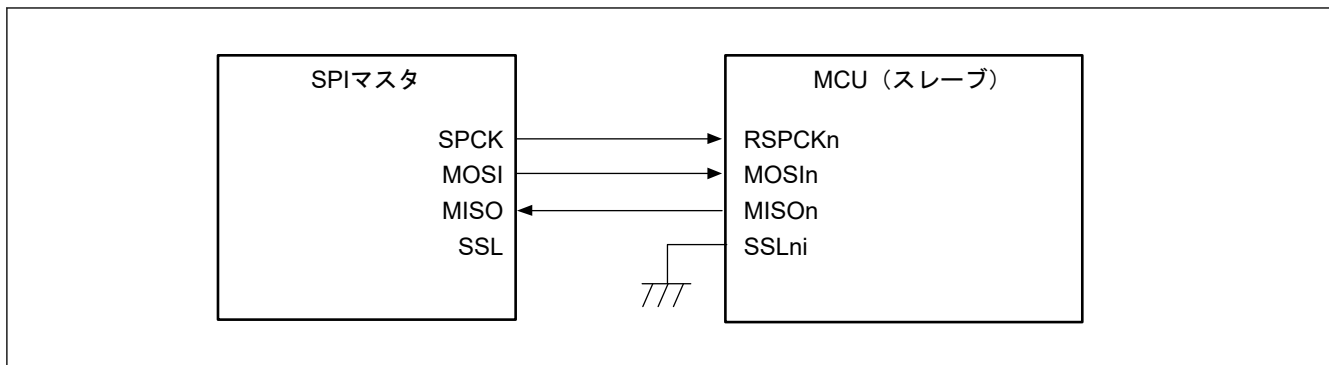 SPIマスタ
MCU（スレーブ）
SPCK
RSPCKn
MOSI
MOSIn
MISO
MISOn
SSL
SSLni